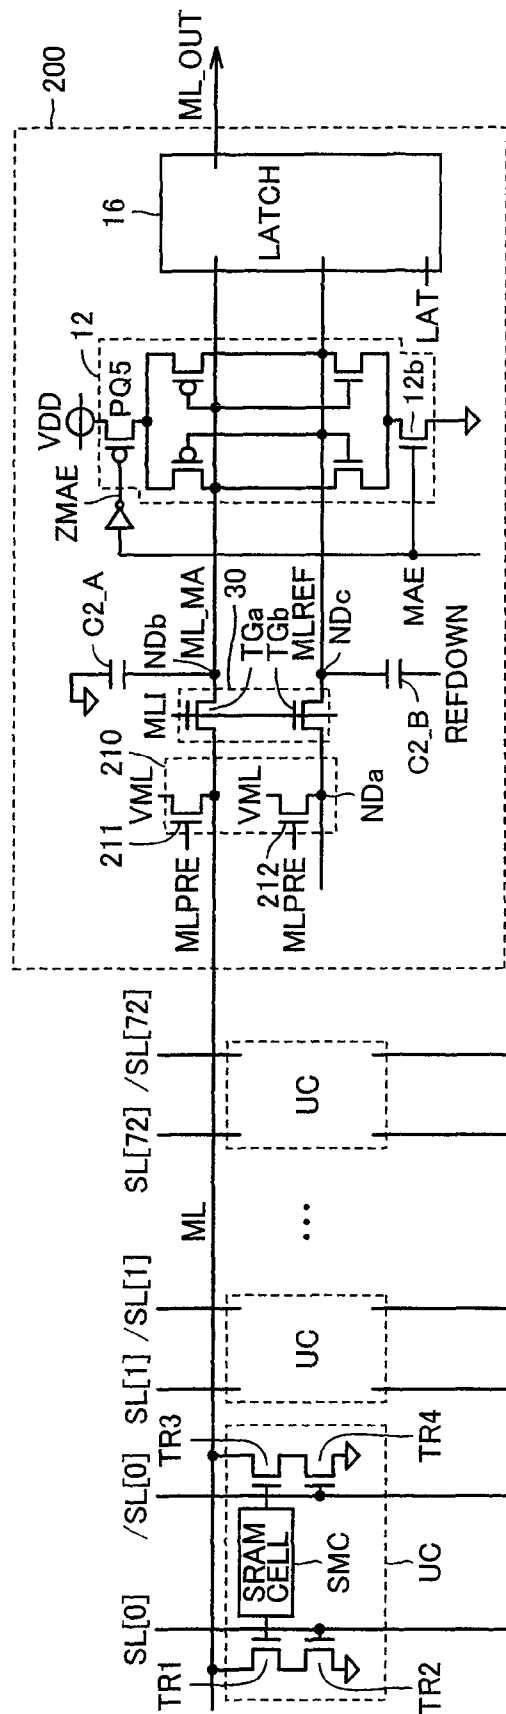 SL[0]
/SL[0]
SL[1]
/SL[1]
SL[72]
/SL[72]
ML
TR1
TR2
SRAM
CELL
SMC
TR3
TR4
UC
UC
...
UC
200
210
VML
211
MLPRE
VML
212
MLPRE
NDa
MLI
30
TGa
TGb
C2_A
NDb
ML_MA
MLREF
NDc
C2_B
REFDOWN
ZMAE
VDD
PQ5
12
12b
MAE
16
LATCH
LAT
ML_OUT